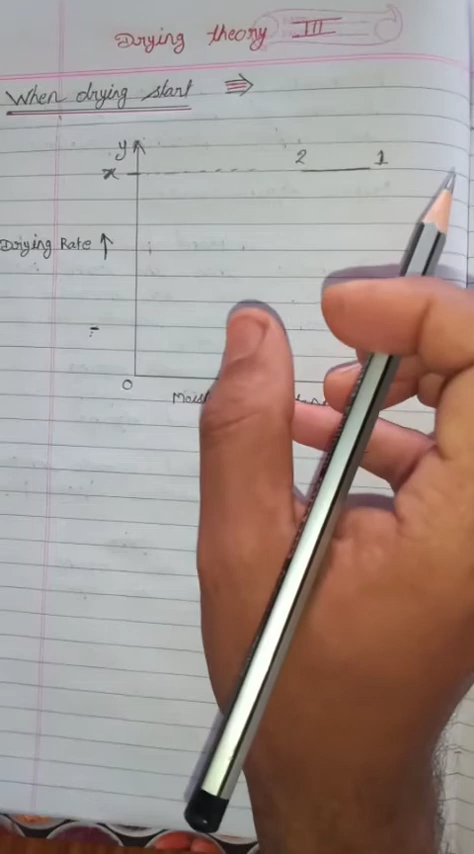 Drying theory III
When drying start ⇒
y
x
2 1
Drying Rate ↑
0